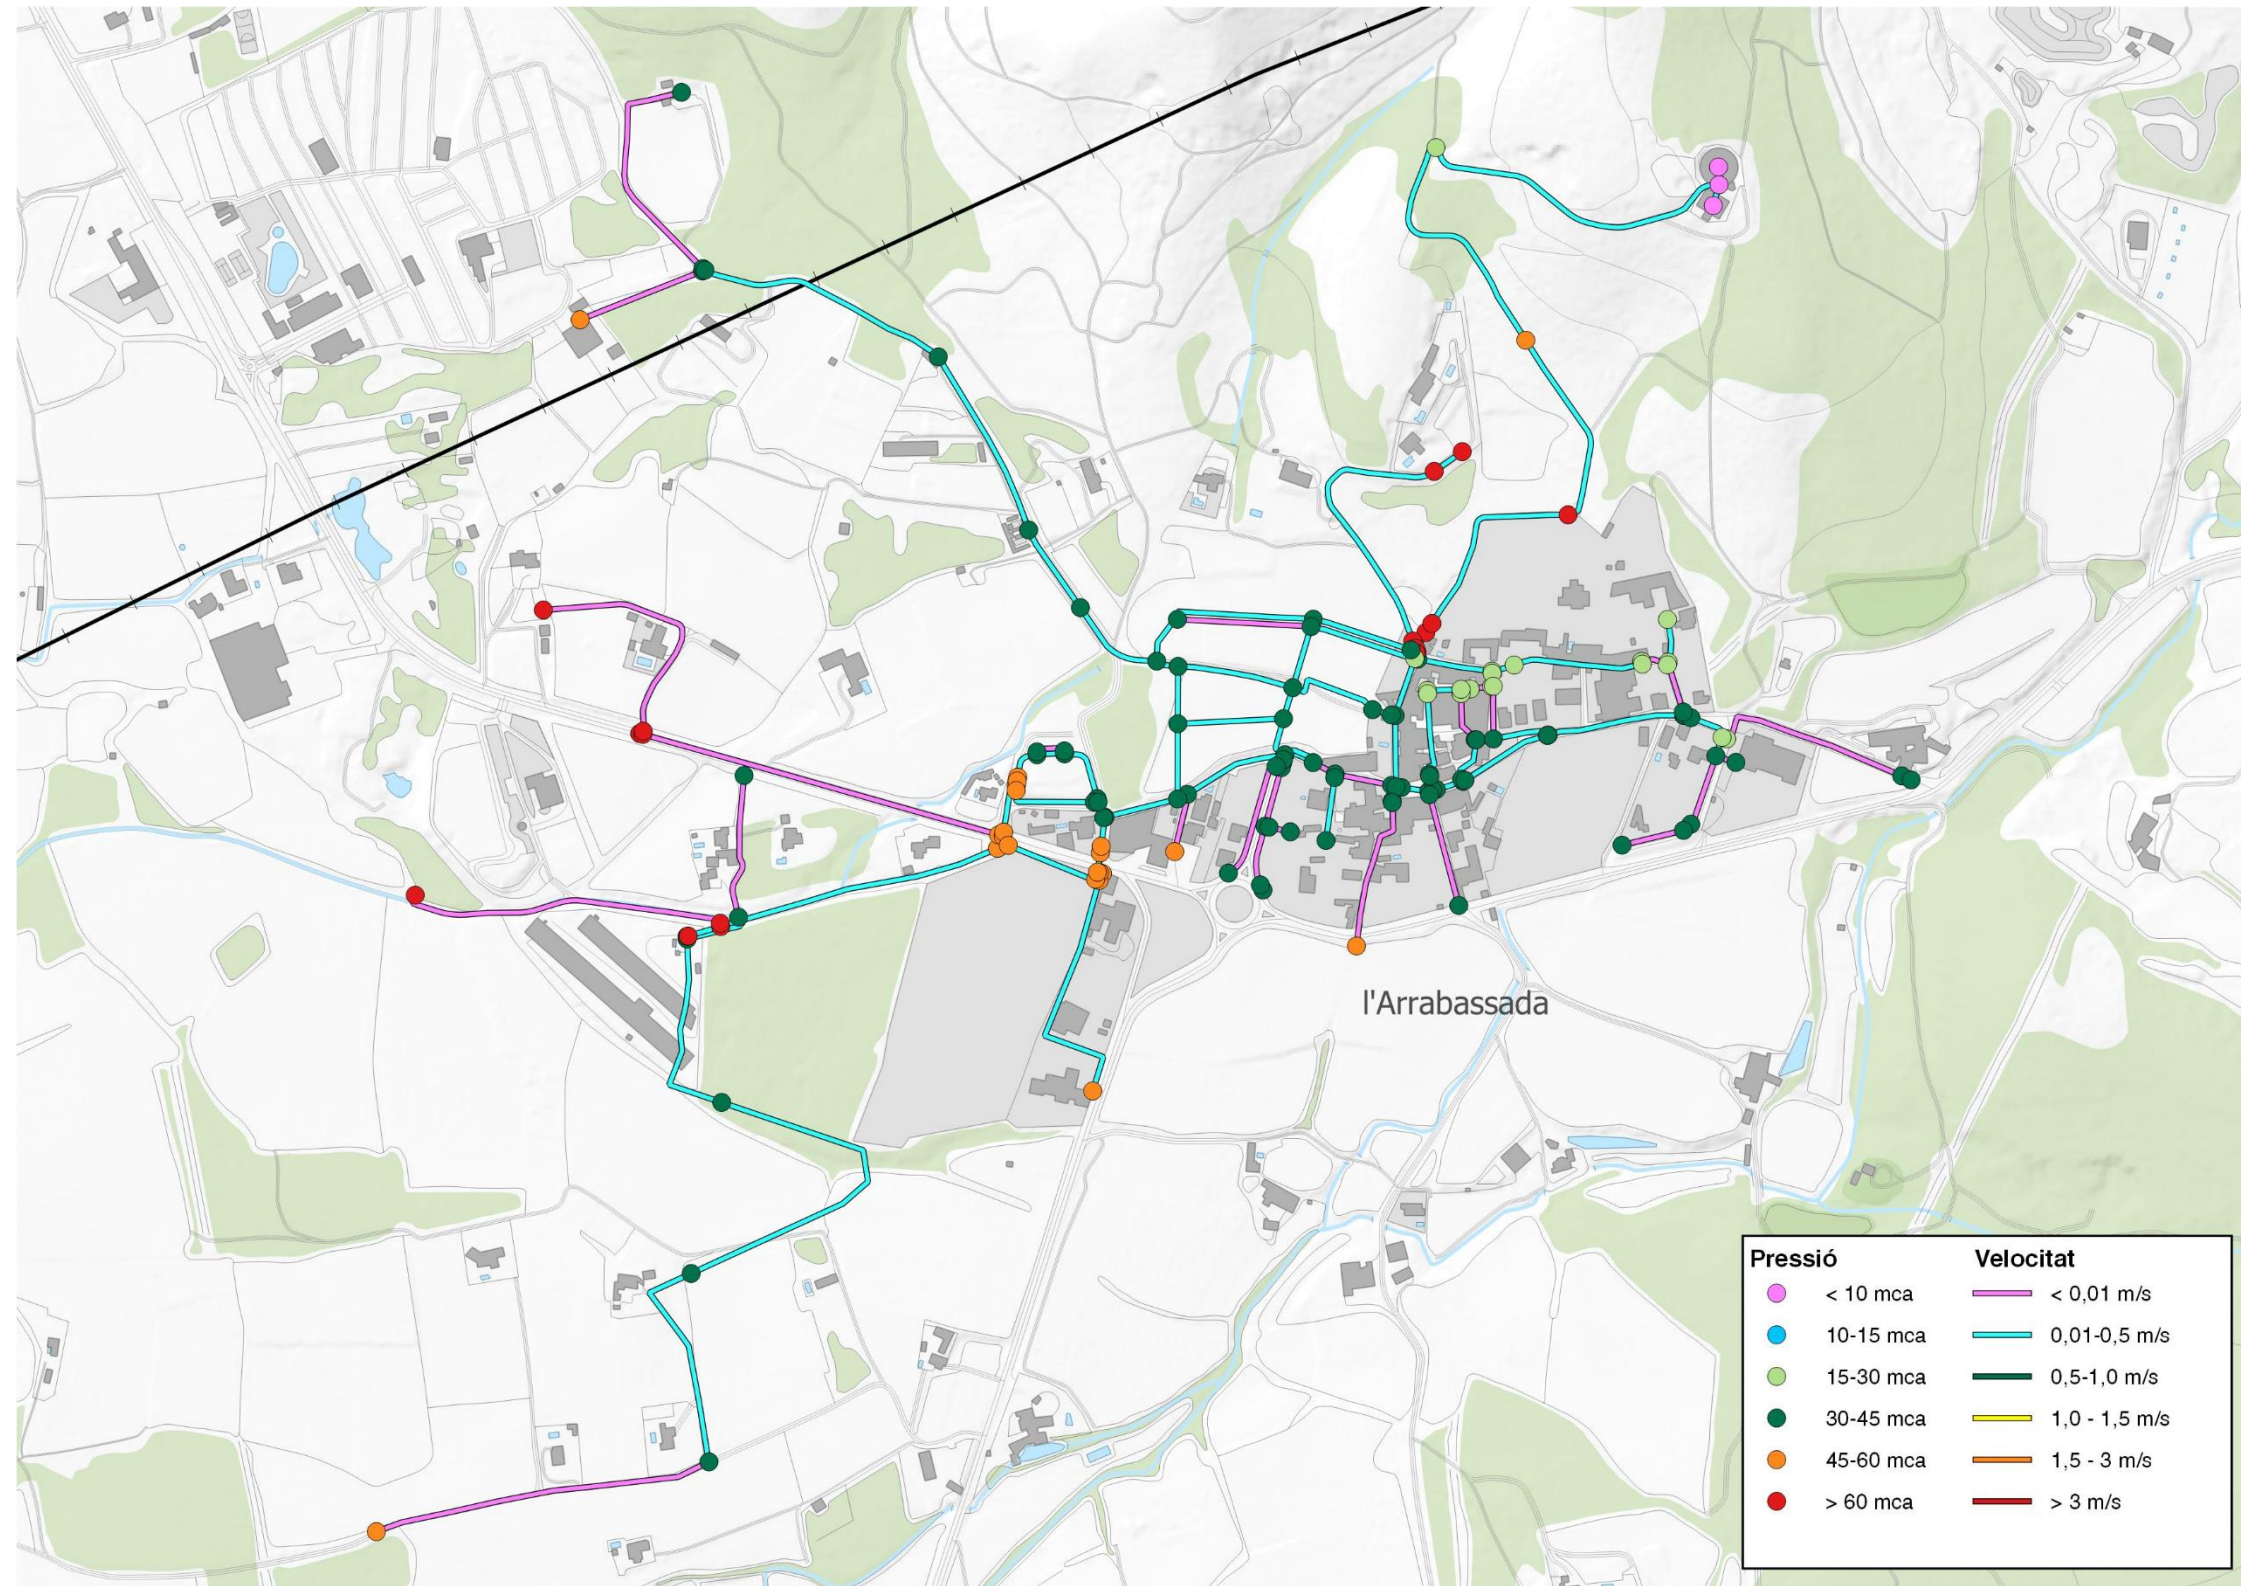 l'Arrabassada
Pressió Velocitat
< 10 mca < 0,01 m/s
10-15 mca 0,01-0,5 m/s
15-30 mca 0,5-1,0 m/s
30-45 mca 1,0 - 1,5 m/s
45-60 mca 1,5 - 3 m/s
> 60 mca > 3 m/s